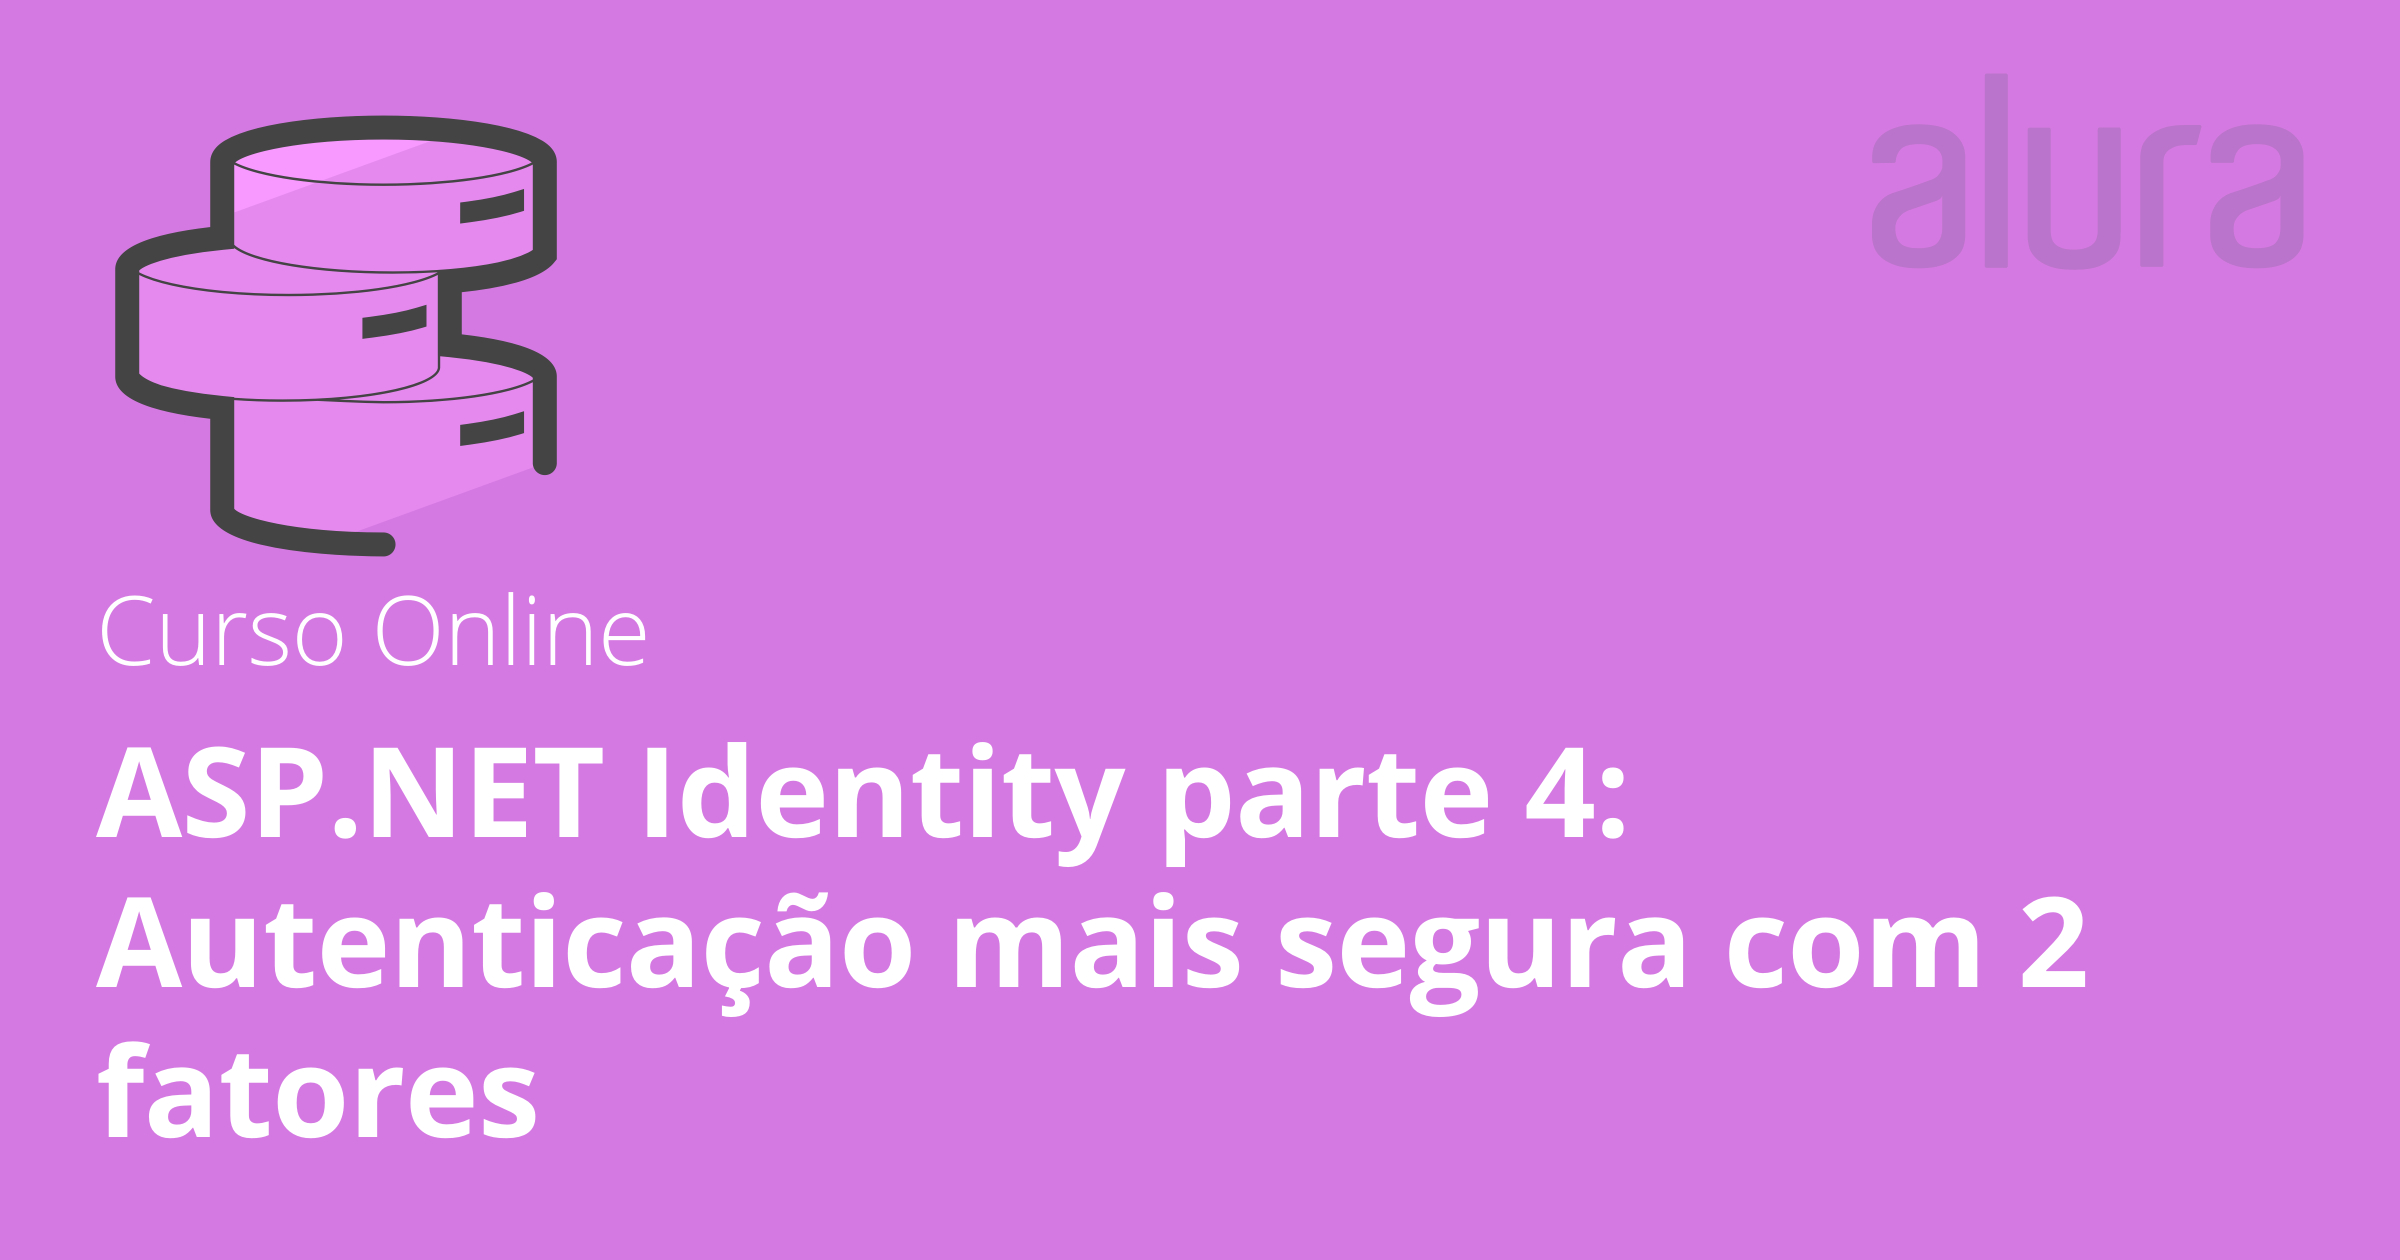 alura
Curso Online
ASP.NET Identity parte 4:
Autenticação mais segura com 2
fatores